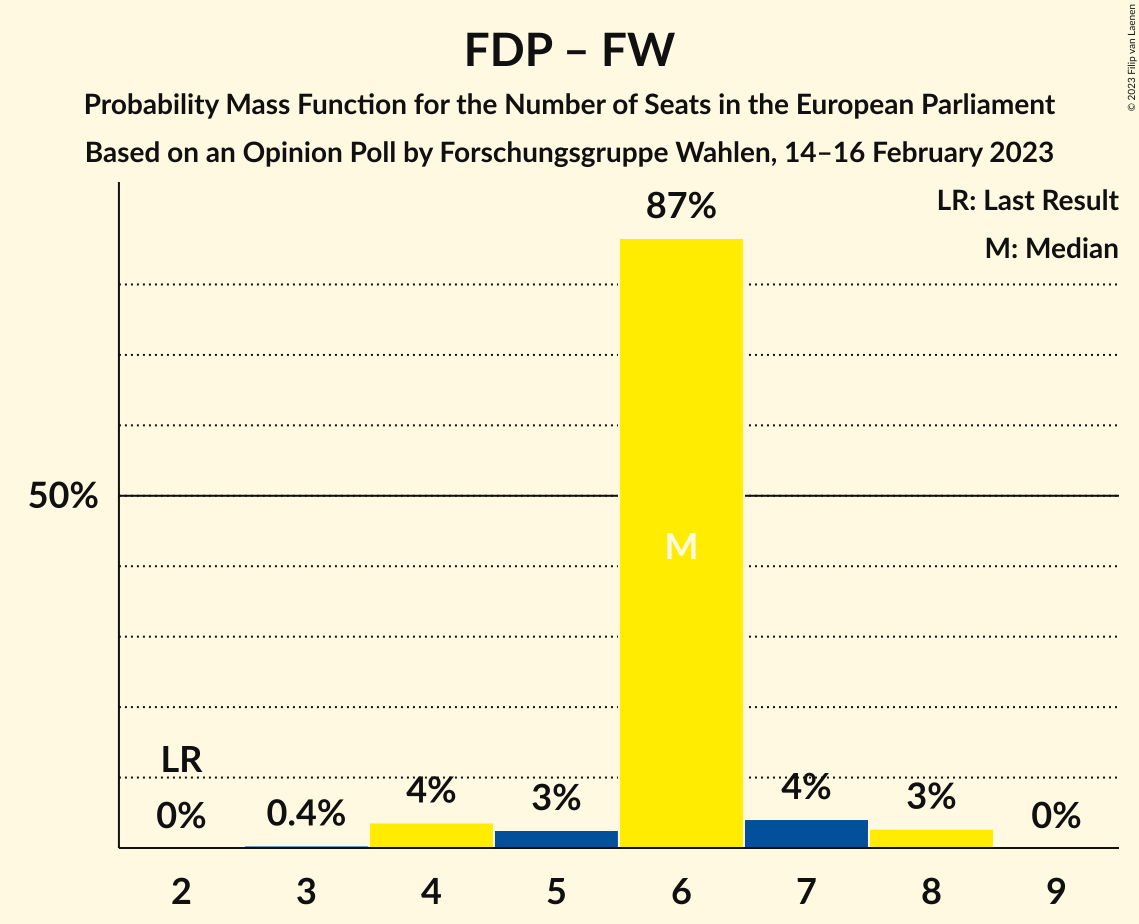 FDP – FW
Probability Mass Function for the Number of Seats in the European Parliament
Based on an Opinion Poll by Forschungsgruppe Wahlen, 14–16 February 2023
© 2023 Filip van Laenen
LR: Last Result
M: Median
87%
50%
M
LR
0%
0.4%
4%
3%
4%
3%
0%
2
3
4
5
6
7
8
9